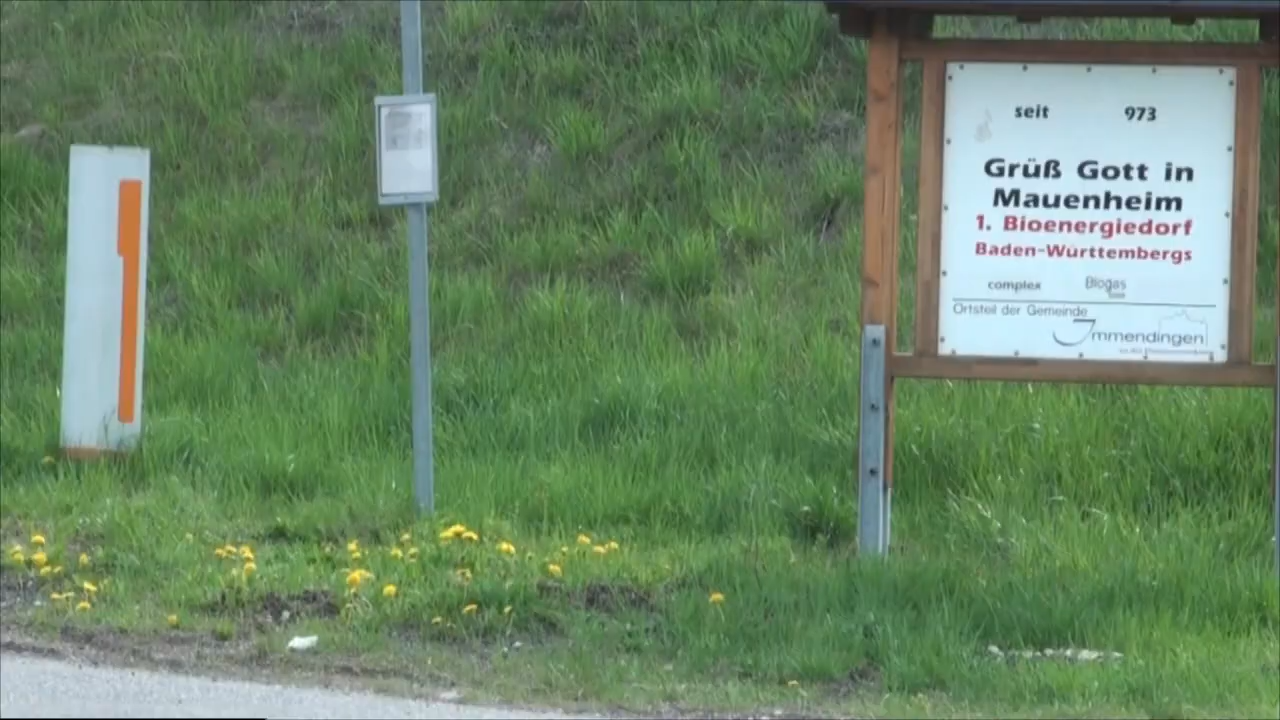 seit 973
Grüß Gott in
Mauenheim
1. Bioenergiedorf
Baden-Württembergs
complex Biogas
Ortsteil der Gemeinde
Immendingen